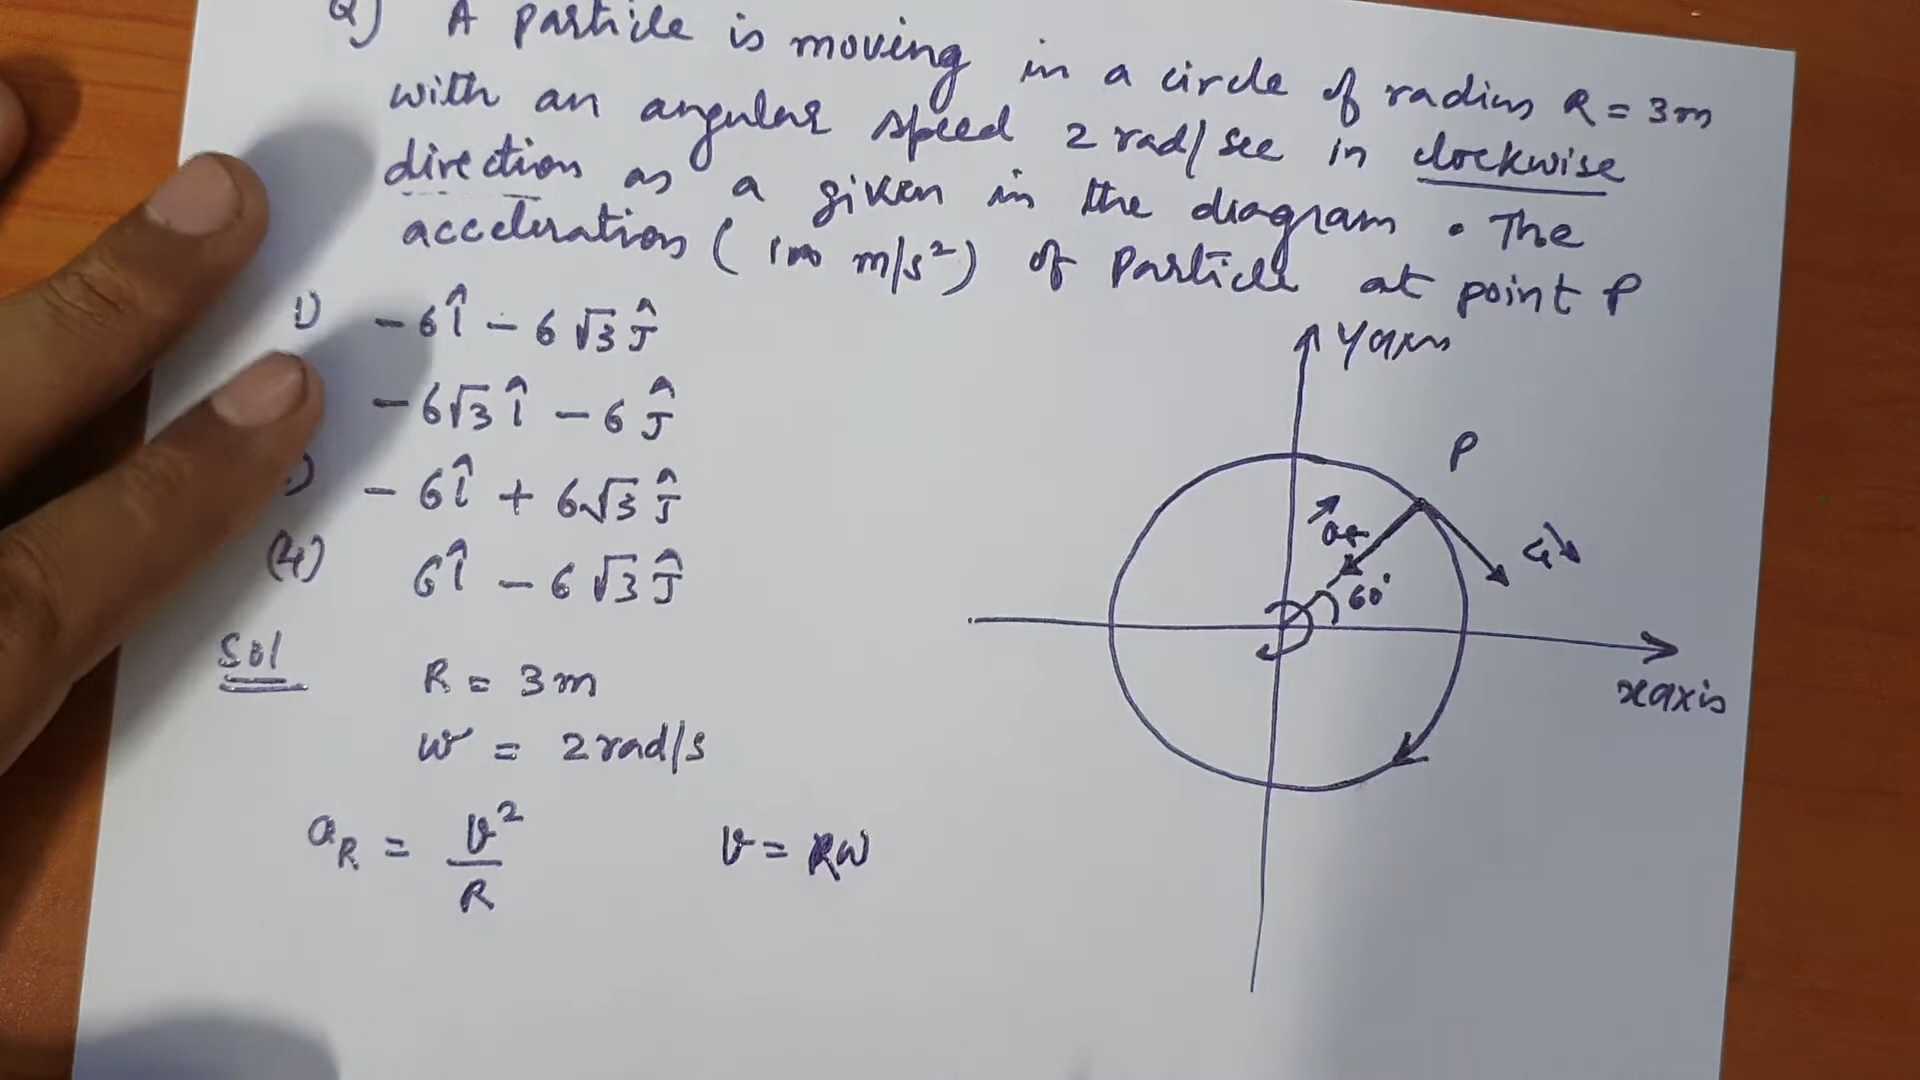 Q) A particle is moving in a circle of radius R = 3m
with an angular speed 2 rad/sec in clockwise
direction as a given in the diagram. The
acceleration ( m/s²) of Particle at point P
1) -6î - 6√3 ĵ
-6√3 î - 6 ĵ
) -6î + 6√3 ĵ
(4) 6î - 6√3 ĵ
Y axis
P
60°
x axis
Sol
R = 3m
w = 2 rad/s
a_R = v²/R v = Rw